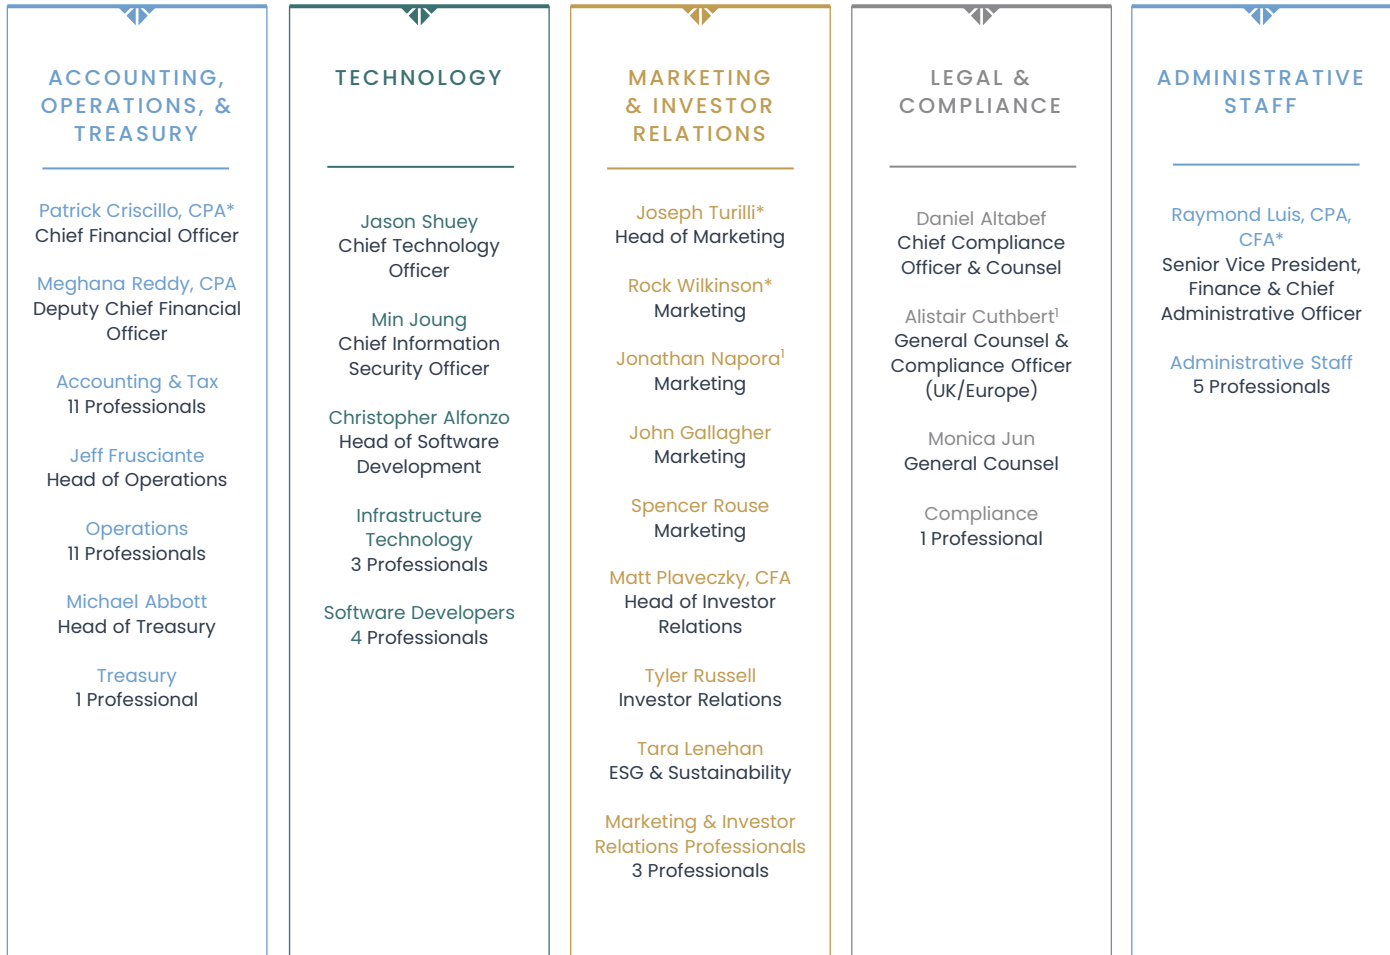 ACCOUNTING,
OPERATIONS, &
TREASURY
Patrick Criscillo, CPA*
Chief Financial Officer
Meghana Reddy, CPA
Deputy Chief Financial
Officer
Accounting & Tax
11 Professionals
Jeff Frusciante
Head of Operations
Operations
11 Professionals
Michael Abbott
Head of Treasury
Treasury
1 Professional
TECHNOLOGY
Jason Shuey
Chief Technology
Officer
Min Joung
Chief Information
Security Officer
Christopher Alfonzo
Head of Software
Development
Infrastructure
Technology
3 Professionals
Software Developers
4 Professionals
MARKETING
& INVESTOR
RELATIONS
Joseph Turilli*
Head of Marketing
Rock Wilkinson*
Marketing
Jonathan Napora¹
Marketing
John Gallagher
Marketing
Spencer Rouse
Marketing
Matt Plaveczky, CFA
Head of Investor
Relations
Tyler Russell
Investor Relations
Tara Lenehan
ESG & Sustainability
Marketing & Investor
Relations Professionals
3 Professionals
LEGAL &
COMPLIANCE
Daniel Altabef
Chief Compliance
Officer & Counsel
Alistair Cuthbert¹
General Counsel &
Compliance Officer
(UK/Europe)
Monica Jun
General Counsel
Compliance
1 Professional
ADMINISTRATIVE
STAFF
Raymond Luis, CPA,
CFA*
Senior Vice President,
Finance & Chief
Administrative Officer
Administrative Staff
5 Professionals